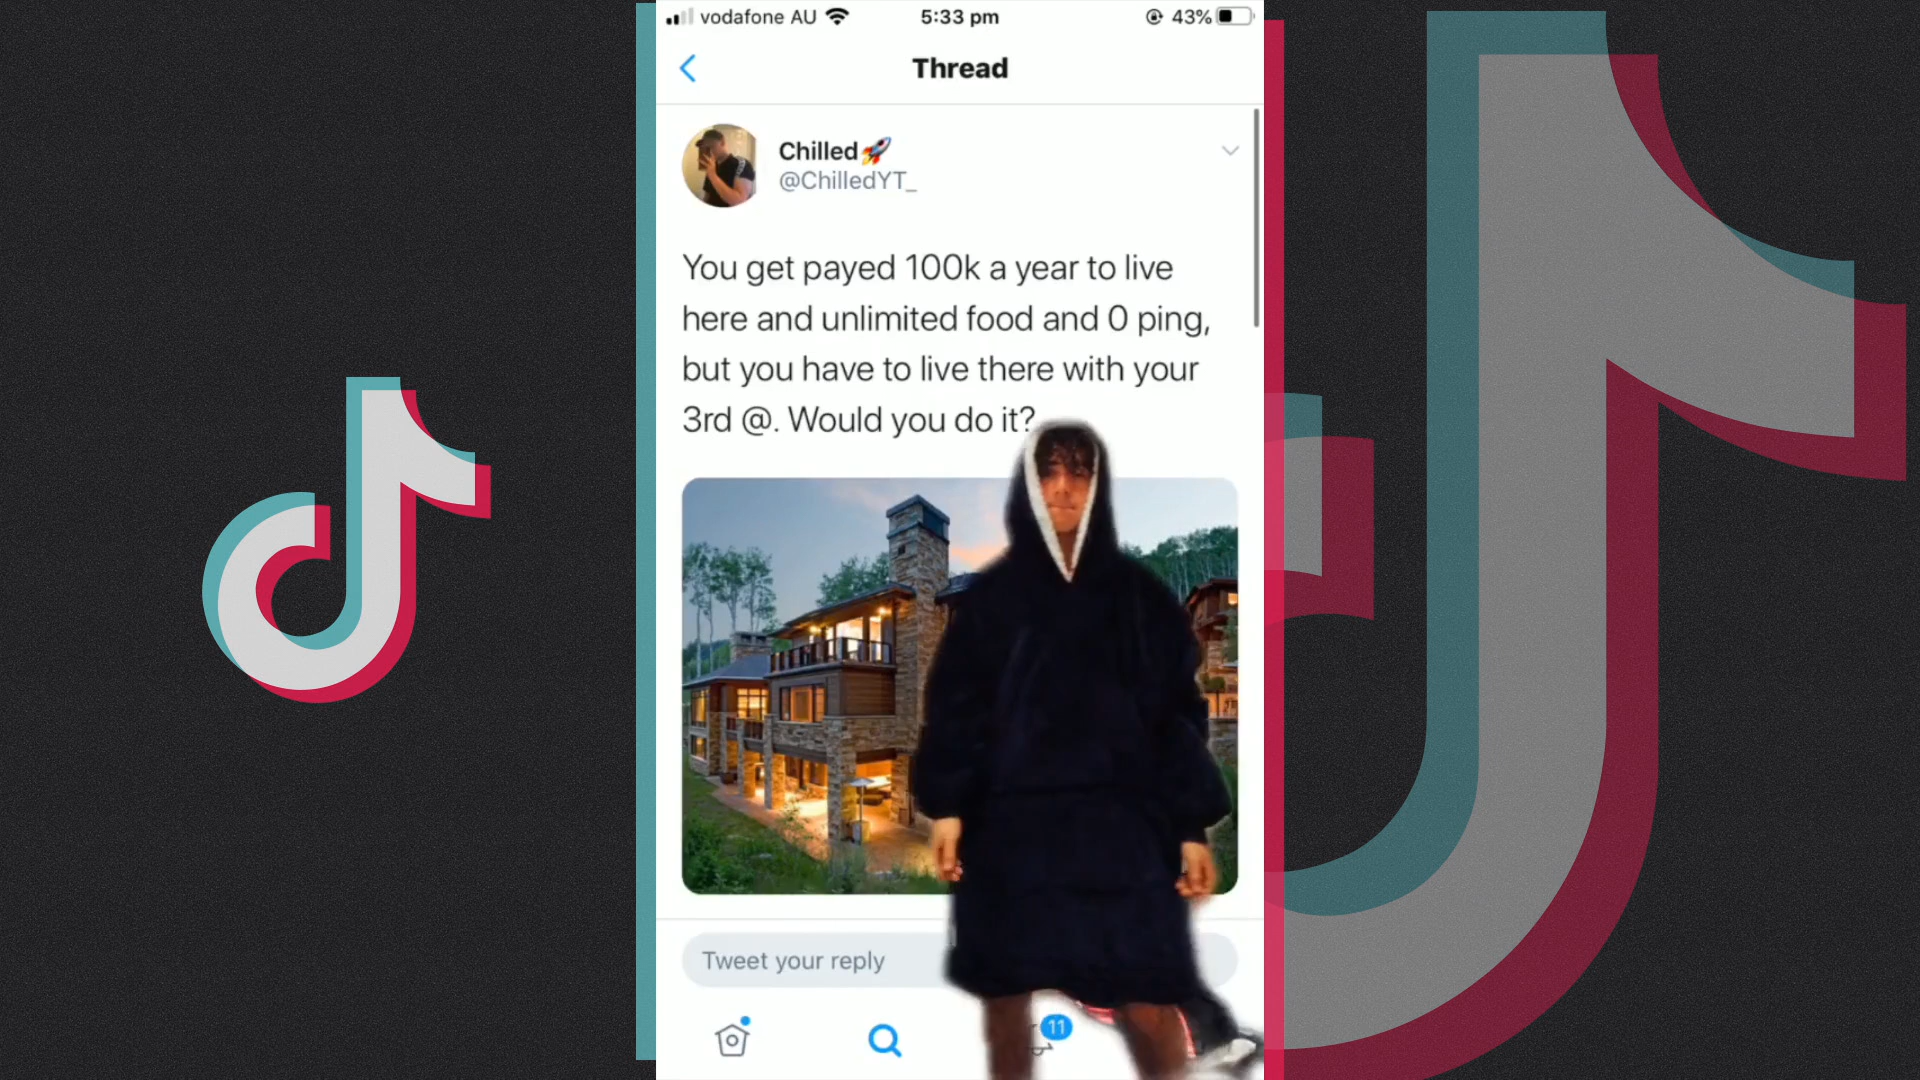 vodafone AU 5:33 pm 43%
Thread
Chilled🚀
@ChilledYT_
You get payed 100k a year to live
here and unlimited food and 0 ping,
but you have to live there with your
3rd @. Would you do it?
Tweet your reply
11